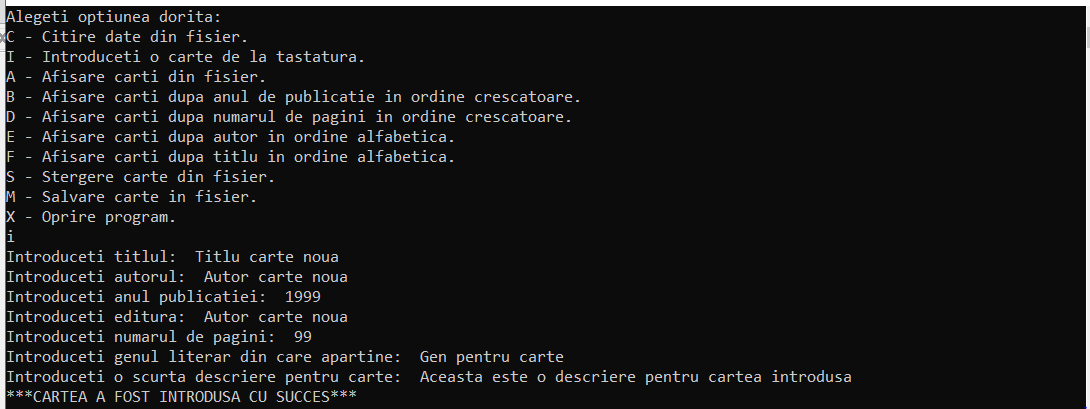 Alegeti optiunea dorita:
C - Citire date din fisier.
I - Introduceti o carte de la tastatura.
A - Afisare carti din fisier.
B - Afisare carti dupa anul de publicatie in ordine crescatoare.
D - Afisare carti dupa numarul de pagini in ordine crescatoare.
E - Afisare carti dupa autor in ordine alfabetica.
F - Afisare carti dupa titlu in ordine alfabetica.
S - Stergere carte din fisier.
M - Salvare carte in fisier.
X - Oprire program.
i
Introduceti titlul:  Titlu carte noua
Introduceti autorul:  Autor carte noua
Introduceti anul publicatiei:  1999
Introduceti editura:  Autor carte noua
Introduceti numarul de pagini:  99
Introduceti genul literar din care apartine:  Gen pentru carte
Introduceti o scurta descriere pentru carte:  Aceasta este o descriere pentru cartea introdusa
***CARTEA A FOST INTRODUSA CU SUCCES***